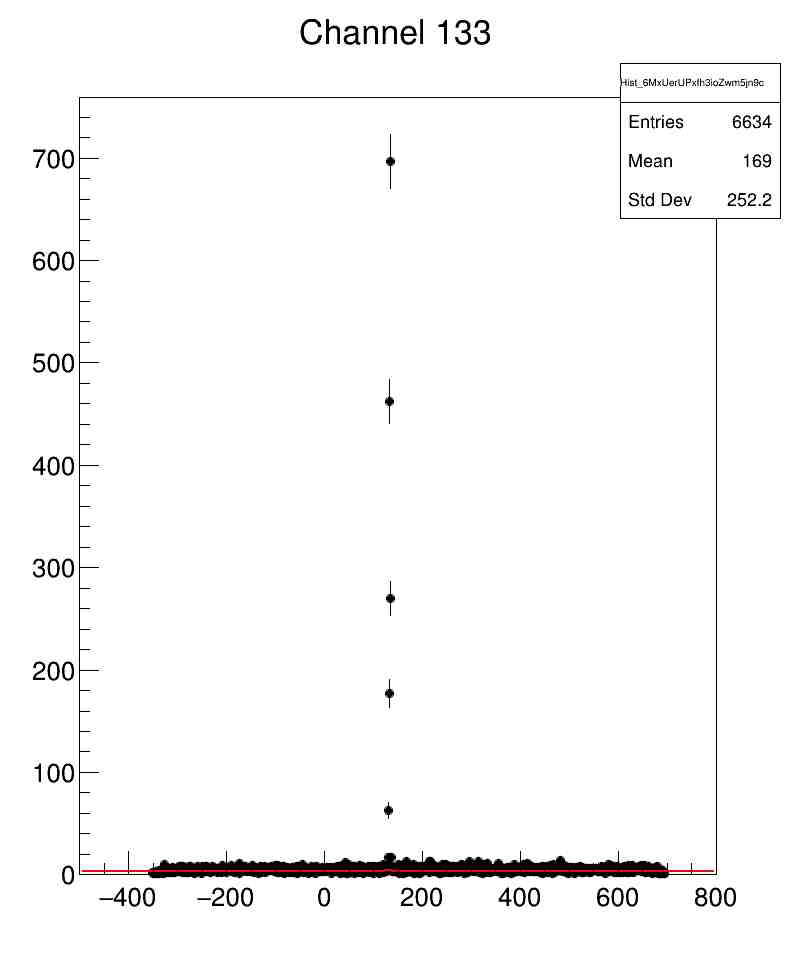 Channel 133
Hist_6MxUerUPxfh3ioZwm5jn9c
Entries 6634
Mean 169
Std Dev 252.2
700
600
500
400
300
200
100
0
−400 −200 0 200 400 600 800